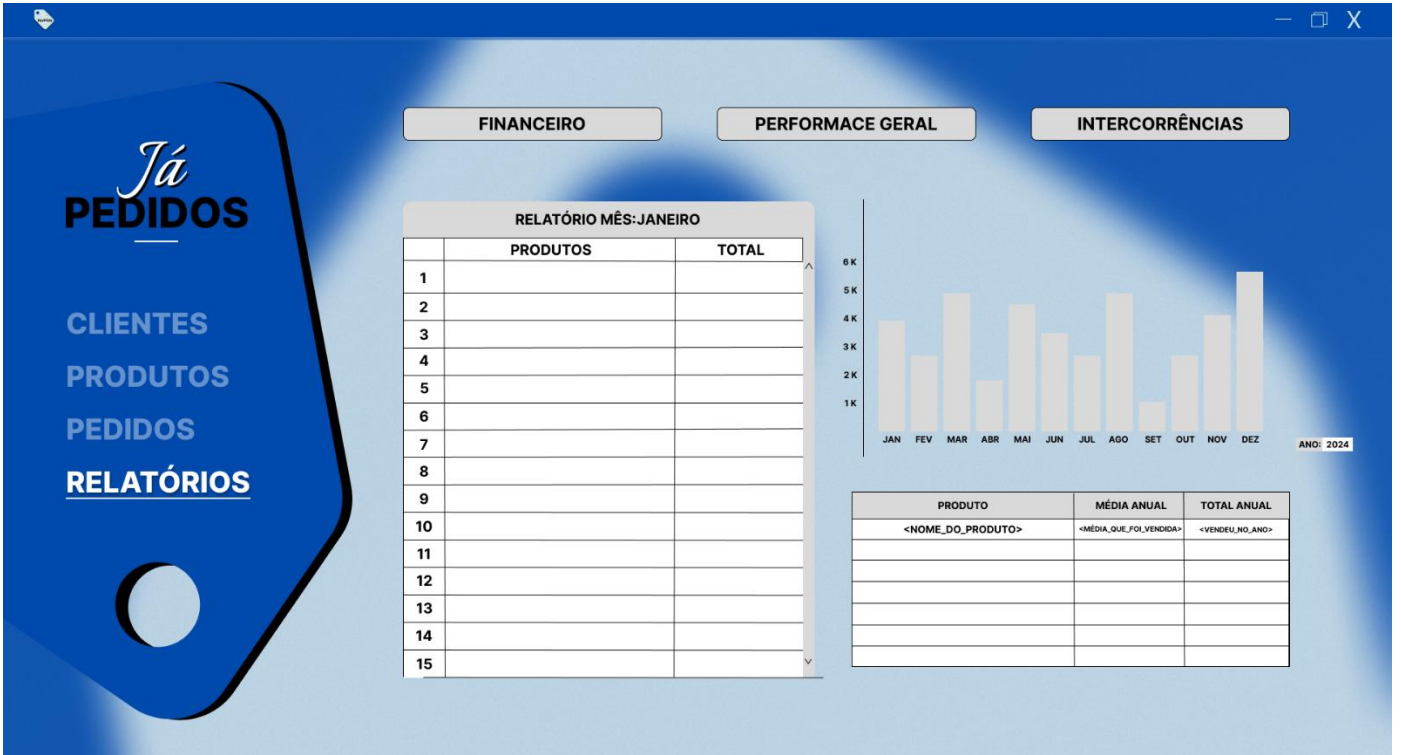 X
Já
PEDIDOS
CLIENTES
PRODUTOS
PEDIDOS
RELATÓRIOS
FINANCEIRO PERFORMACE GERAL INTERCORRÊNCIAS
RELATÓRIO MÊS:JANEIRO
PRODUTOS TOTAL
1
2
3
4
5
6
7
8
9
10
11
12
13
14
15
6 K
5 K
4 K
3 K
2 K
1 K
JAN FEV MAR ABR MAI JUN JUL AGO SET OUT NOV DEZ
ANO: 2024
PRODUTO MÉDIA ANUAL TOTAL ANUAL
<NOME_DO_PRODUTO> <MÉDIA_QUE_FOI_VENDIDA> <VENDEU_NO_ANO>